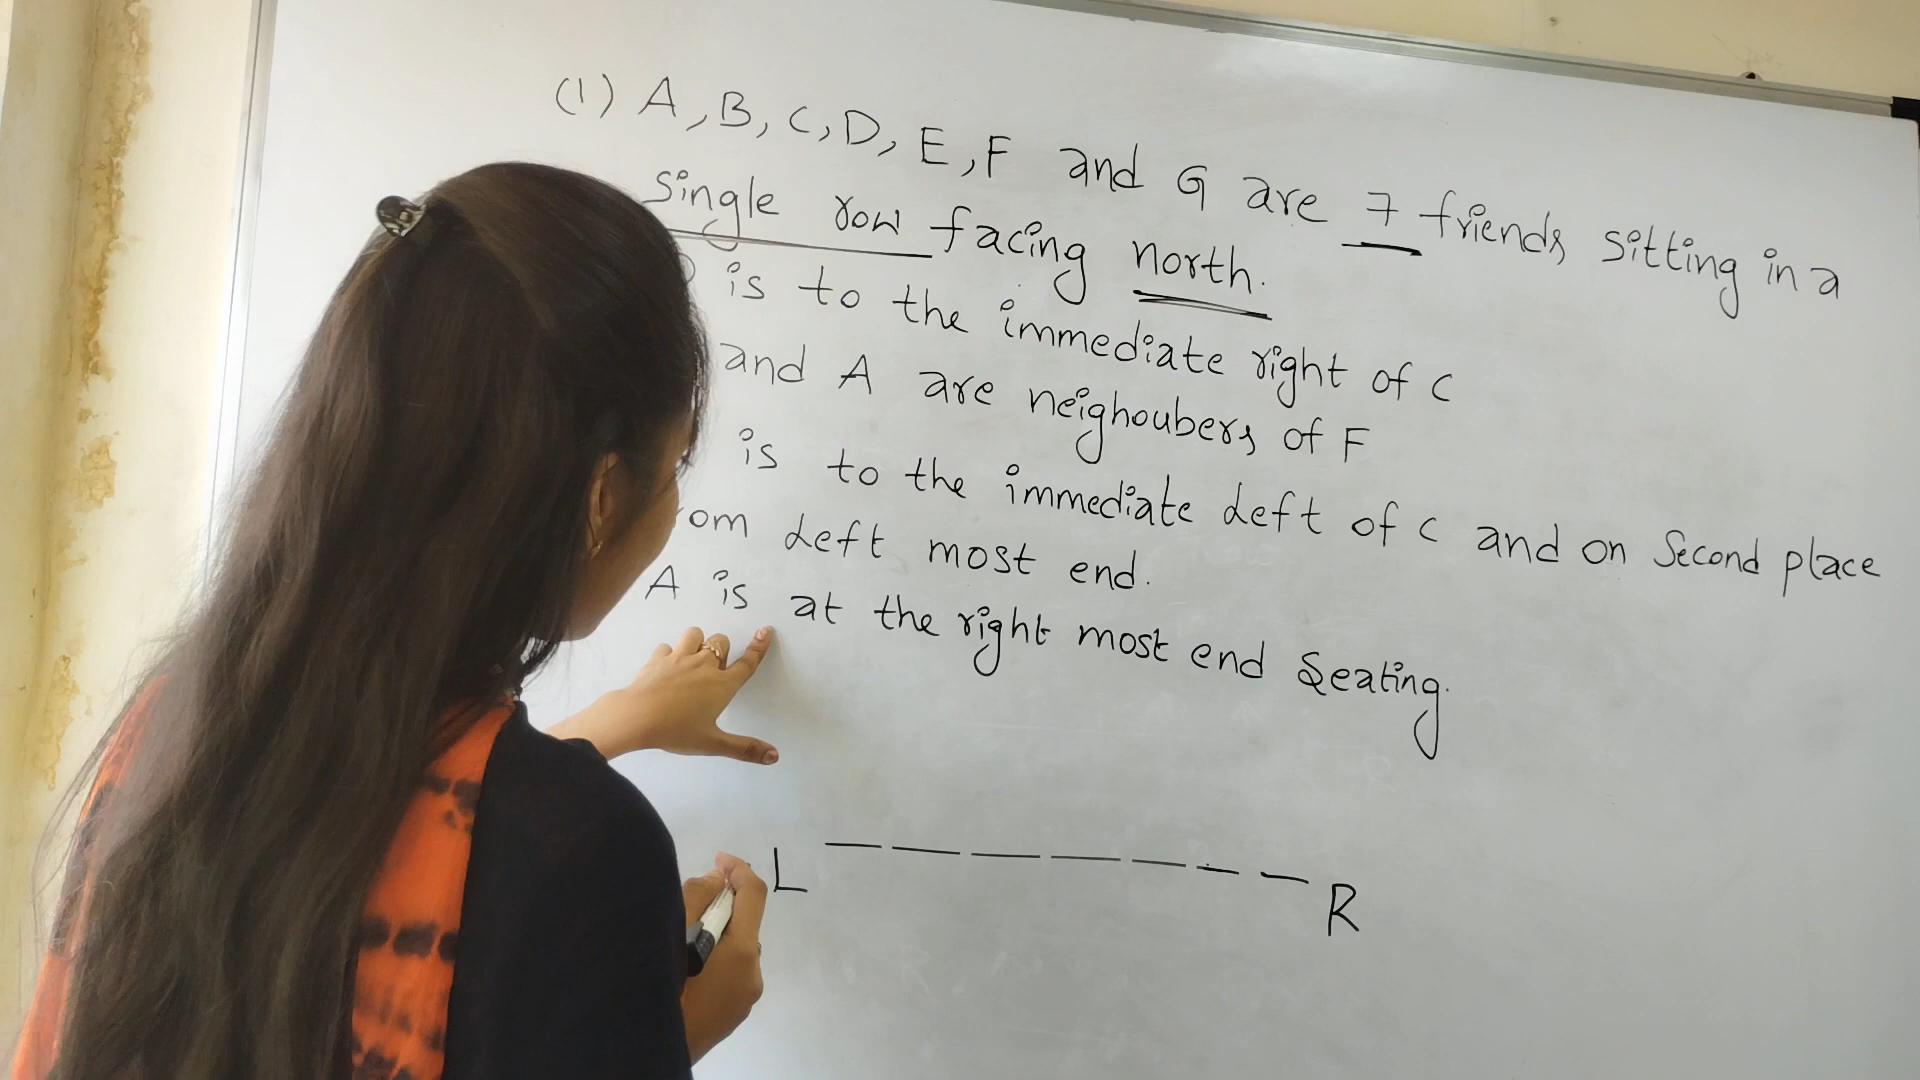 (1) A, B, C, D, E, F and G are 7 friends sitting in a
single row facing north.
is to the immediate right of C
and A are neighoubers of F
is to the immediate left of C and on Second place
om left most end.
A is at the right most end Seating.
L — — — — — — — R